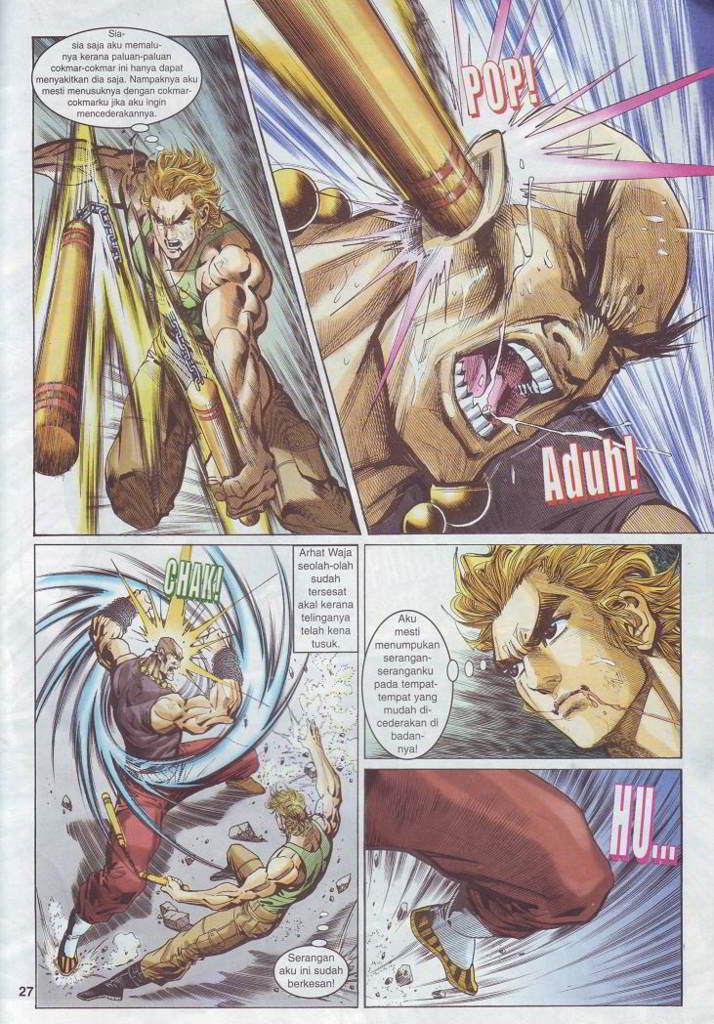 Sia-
sia saja aku memalu-
nya kerana paluan-paluan
cokmar-cokmar ini hanya dapat
menyakitkan dia saja. Nampaknya aku
mesti menusuknya dengan cokmar-
cokmarku jika aku ingin
mencederakannya.
POP!
Aduh!
CHAK!
Arhat Waja
seolah-olah
sudah
tersesat
akal kerana
telinganya
telah kena
tusuk.
Serangan
aku ini sudah
berkesan!
Aku
mesti
menumpukan
serangan-
seranganku
pada tempat-
tempat yang
mudah di-
cederakan di
badan-
nya!
HU...
27